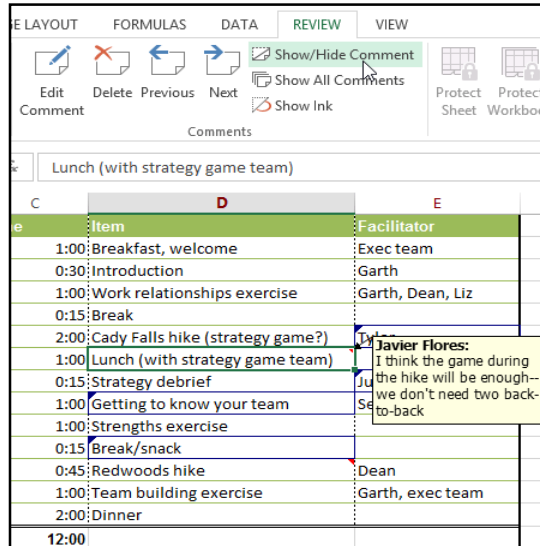 GE LAYOUT FORMULAS DATA REVIEW VIEW
Show/Hide Comment
Show All Comments
Show Ink
Edit Comment
Delete Previous Next
Protect Sheet
Protect Workboo
Comments
Lunch (with strategy game team)
C D E
e Item Facilitator
1:00 Breakfast, welcome Exec team
0:30 Introduction Garth
1:00 Work relationships exercise Garth, Dean, Liz
0:15 Break
2:00 Cady Falls hike (strategy game?) Tyler
1:00 Lunch (with strategy game team)
0:15 Strategy debrief Ju
1:00 Getting to know your team Se
1:00 Strengths exercise
0:15 Break/snack
0:45 Redwoods hike Dean
1:00 Team building exercise Garth, exec team
2:00 Dinner
12:00
Javier Flores:
I think the game during
the hike will be enough--
we don't need two back-
to-back